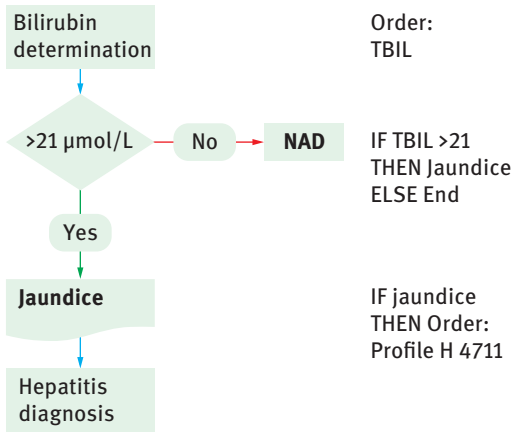 Bilirubin
determination
Order:
TBIL
>21 µmol/L
No
NAD
IF TBIL >21
THEN Jaundice
ELSE End
Yes
Jaundice
IF jaundice
THEN Order:
Profile H 4711
Hepatitis
diagnosis